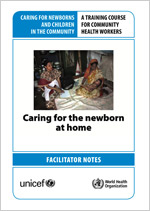 CARING FOR NEWBORNS
AND CHILDREN
IN THE COMMUNITY
A TRAINING COURSE
FOR COMMUNITY
HEALTH WORKERS
Caring for the newborn
at home
FACILITATOR NOTES
unicef
World Health
Organization